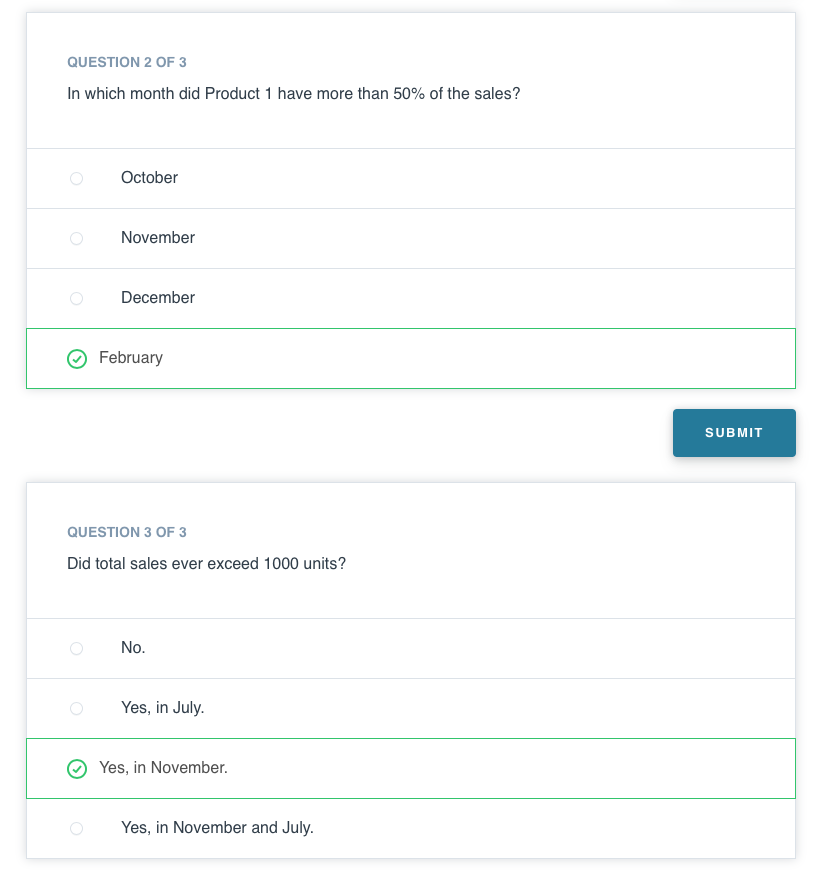 QUESTION 2 OF 3
In which month did Product 1 have more than 50% of the sales?
October
November
December
February
SUBMIT
QUESTION 3 OF 3
Did total sales ever exceed 1000 units?
No.
Yes, in July.
Yes, in November.
Yes, in November and July.